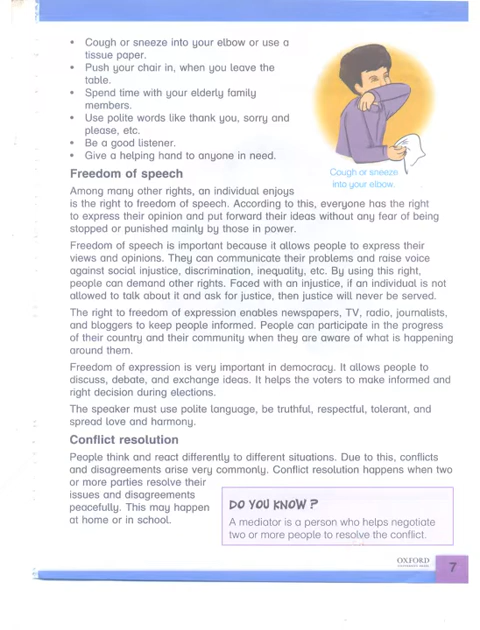 • Cough or sneeze into your elbow or use a
tissue paper.
• Push your chair in, when you leave the
table.
• Spend time with your elderly family
members.
• Use polite words like thank you, sorry and
please, etc.
• Be a good listener.
• Give a helping hand to anyone in need.
Cough or sneeze
into your elbow.
Freedom of speech
Among many other rights, an individual enjoys
is the right to freedom of speech. According to this, everyone has the right
to express their opinion and put forward their ideas without any fear of being
stopped or punished mainly by those in power.
Freedom of speech is important because it allows people to express their
views and opinions. They can communicate their problems and raise voice
against social injustice, discrimination, inequality, etc. By using this right,
people can demand other rights. Faced with an injustice, if an individual is not
allowed to talk about it and ask for justice, then justice will never be served.
The right to freedom of expression enables newspapers, TV, radio, journalists,
and bloggers to keep people informed. People can participate in the progress
of their country and their community when they are aware of what is happening
around them.
Freedom of expression is very important in democracy. It allows people to
discuss, debate, and exchange ideas. It helps the voters to make informed and
right decision during elections.
The speaker must use polite language, be truthful, respectful, tolerant, and
spread love and harmony.
Conflict resolution
People think and react differently to different situations. Due to this, conflicts
and disagreements arise very commonly. Conflict resolution happens when two
or more parties resolve their
issues and disagreements
peacefully. This may happen
at home or in school.
DO YOU KNOW?
A mediator is a person who helps negotiate
two or more people to resolve the conflict.
OXFORD
7